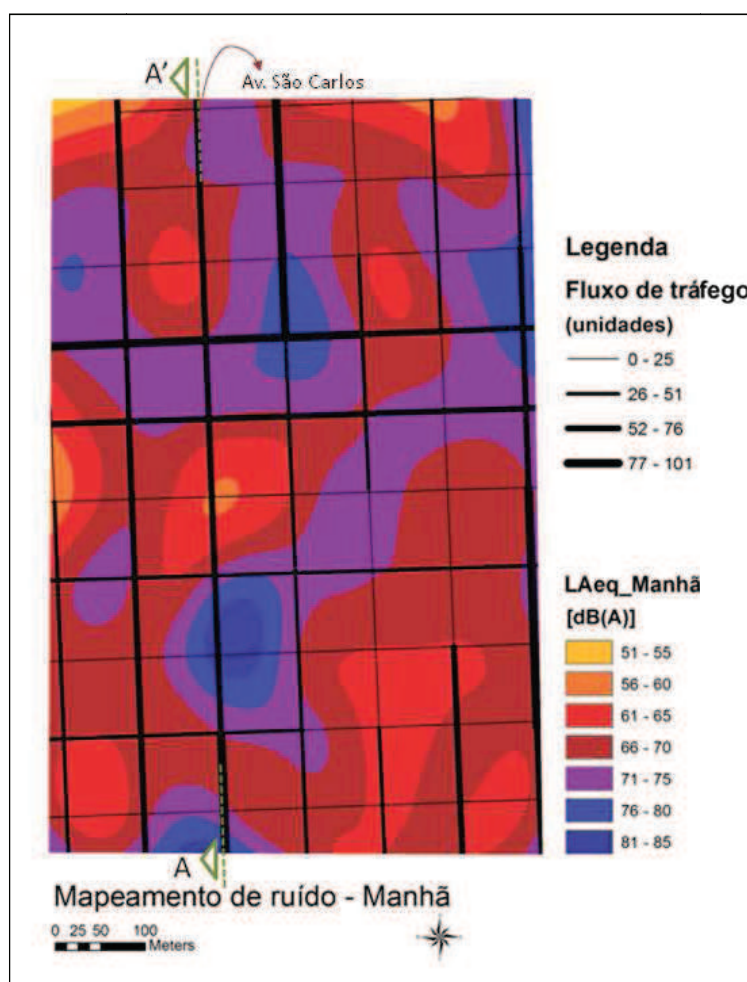 A'
Av. São Carlos
Legenda
Fluxo de tráfego
(unidades)
0 - 25
26 - 51
52 - 76
77 - 101
LAeq_Manhã
[dB(A)]
51 - 55
56 - 60
61 - 65
66 - 70
71 - 75
76 - 80
81 - 85
A
Mapeamento de ruído - Manhã
0 25 50 100
Meters